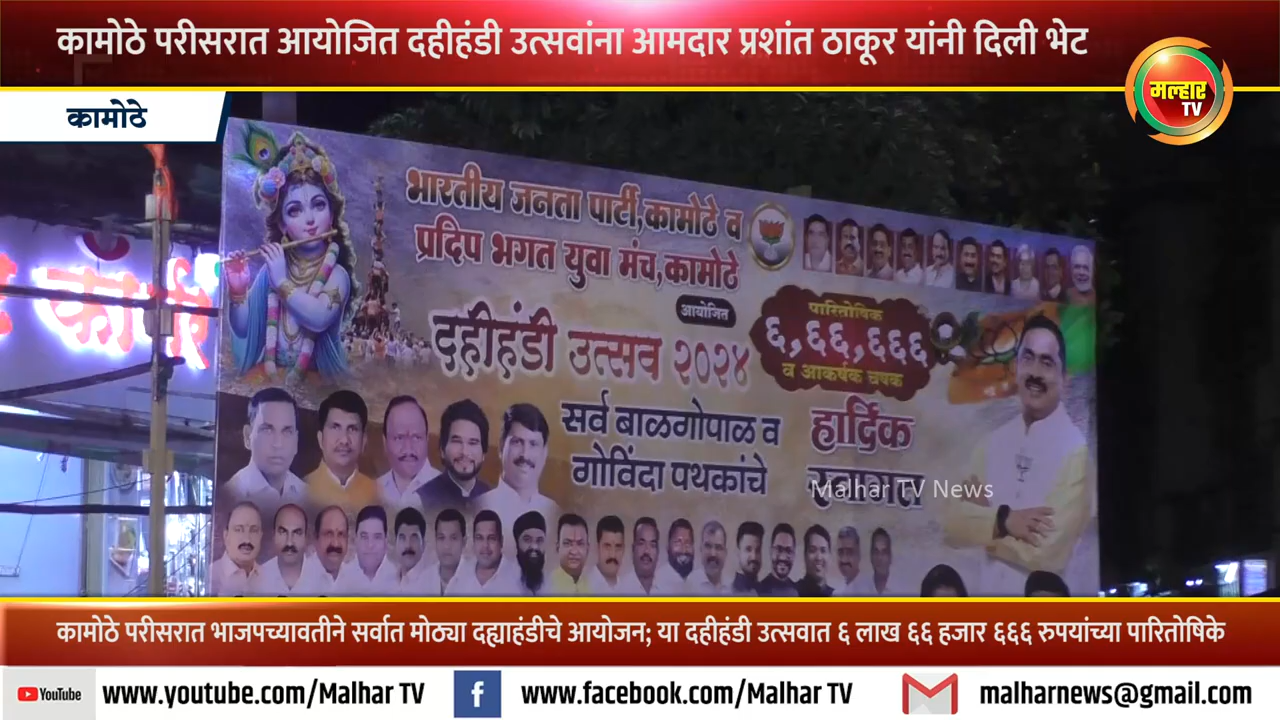 कामोठे परीसरात आयोजित दहीहंडी उत्सवांना आमदार प्रशांत ठाकूर यांनी दिली भेट
मल्हार
TV
कामोठे
भारतीय जनता पार्टी,कामोठे व
प्रदिप भगत युवा मंच,कामोठे
आयोजित
दहीहंडी उत्सव २०२४
पारितोषिक
६,६६,६६६
व आकर्षक चषक
सर्व बाळगोपाळ व
गोविंदा पथकांचे
हार्दिक
स्वागत
Malhar TV News
कामोठे परीसरात भाजपच्यावतीने सर्वात मोठ्या दह्याहंडीचे आयोजन; या दहीहंडी उत्सवात ६ लाख ६६ हजार ६६६ रुपयांच्या पारितोषिके
YouTube
www.youtube.com/Malhar TV
www.facebook.com/Malhar TV
malharnews@gmail.com